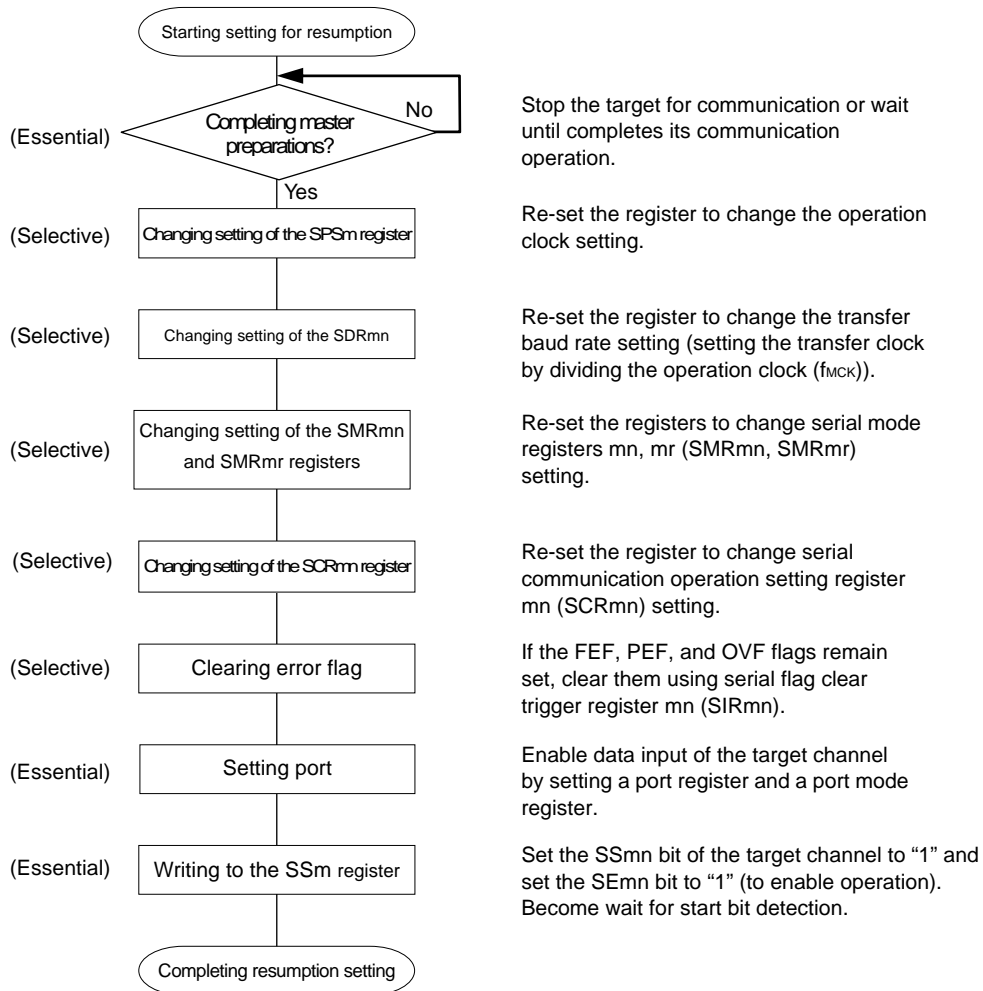 Starting setting for resumption
No
(Essential)
Completing master
preparations?
Stop the target for communication or wait
until completes its communication
operation.
Yes
(Selective)
Changing setting of the SPSm register
Re-set the register to change the operation
clock setting.
(Selective)
Changing setting of the SDRmn
Re-set the register to change the transfer
baud rate setting (setting the transfer clock
by dividing the operation clock (fMCK)).
(Selective)
Changing setting of the SMRmn
and SMRmr registers
Re-set the registers to change serial mode
registers mn, mr (SMRmn, SMRmr)
setting.
(Selective)
Changing setting of the SCRmn register
Re-set the register to change serial
communication operation setting register
mn (SCRmn) setting.
(Selective)
Clearing error flag
If the FEF, PEF, and OVF flags remain
set, clear them using serial flag clear
trigger register mn (SIRmn).
(Essential)
Setting port
Enable data input of the target channel
by setting a port register and a port mode
register.
(Essential)
Writing to the SSm register
Set the SSmn bit of the target channel to “1” and
set the SEmn bit to “1” (to enable operation).
Become wait for start bit detection.
Completing resumption setting